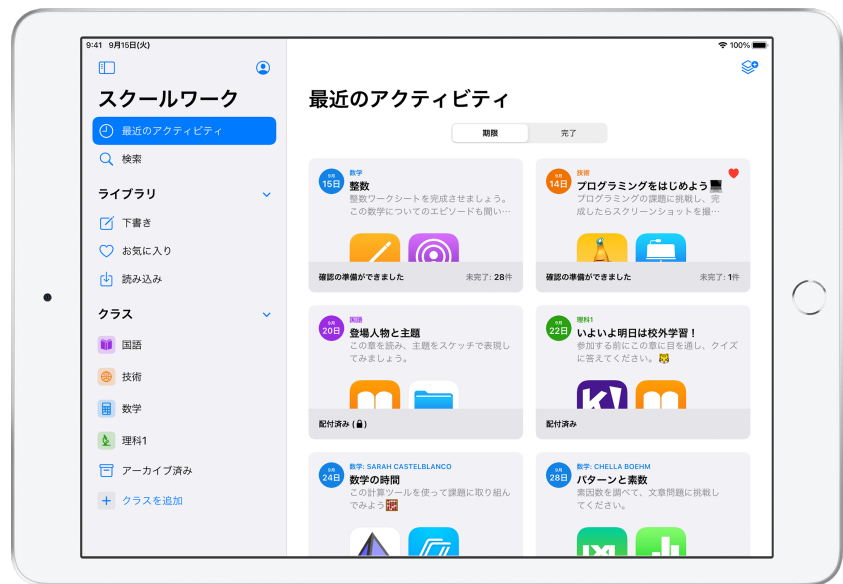 9:41 9月15日(火)
100%
スクールワーク
最近のアクティビティ
検索
ライブラリ
下書き
お気に入り
読み込み
クラス
国語
技術
数学
理科1
アーカイブ済み
クラスを追加
最近のアクティビティ
期限 完了
9月
15日
数学
整数
整数ワークシートを完成させましょう。
この数学についてのエピソードも聞い…
確認の準備ができました 未完了: 28件
9月
14日
技術
プログラミングをはじめよう💻
プログラミングの課題に挑戦し、完
成したらスクリーンショットを撮…
確認の準備ができました 未完了: 1件
9月
20日
国語
登場人物と主題
この章を読み、主題をスケッチで表現し
てみましょう。
配付済み (🔒)
9月
22日
理科1
いよいよ明日は校外学習！
参加する前にこの章に目を通し、クイズ
に答えてください。🐯
K!
配付済み
9月
24日
数学: SARAH CASTELBLANCO
数学の時間
この計算ツールを使って課題に取り組ん
でみよう🧮
9月
28日
数学: CHELLA BOEHM
パターンと素数
素因数を調べて、文章問題に挑戦し
てください。
IXL